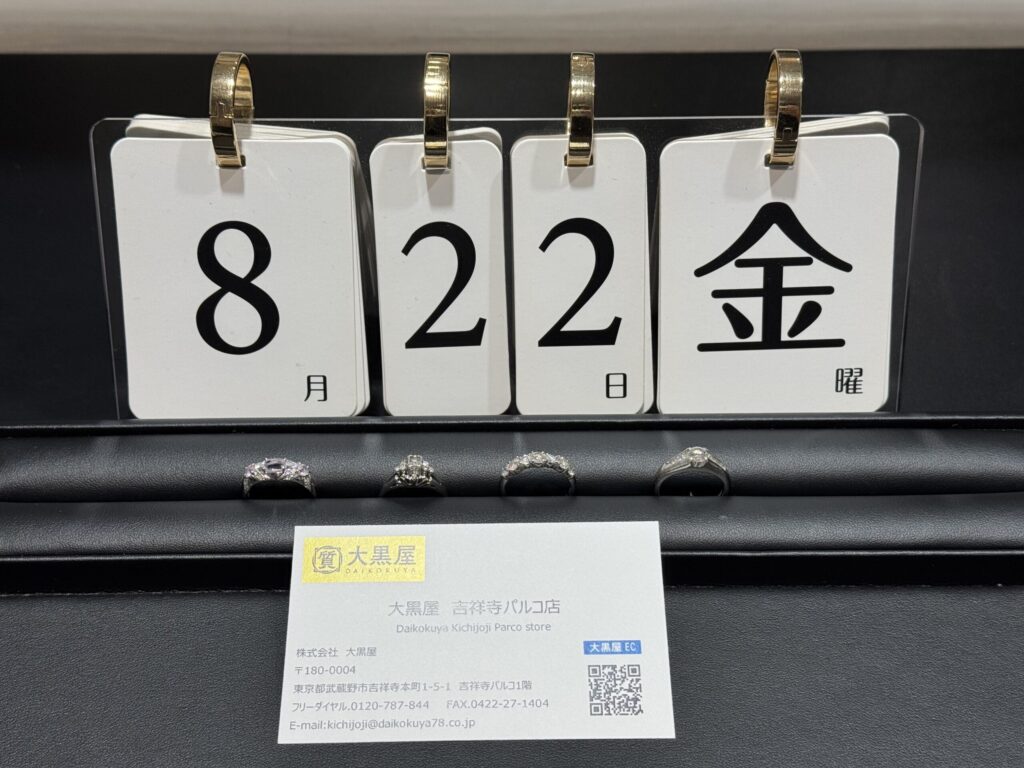 8月
22日
金曜
質 大黒屋
DAIKOKUYA
大黒屋 吉祥寺パルコ店
Daikokuya Kichijoji Parco store
株式会社 大黒屋
〒180-0004
東京都武蔵野市吉祥寺本町1-5-1 吉祥寺パルコ1階
フリーダイヤル.0120-787-844 FAX.0422-27-1404
E-mail:kichijoji@daikokuya78.co.jp
大黒屋 EC